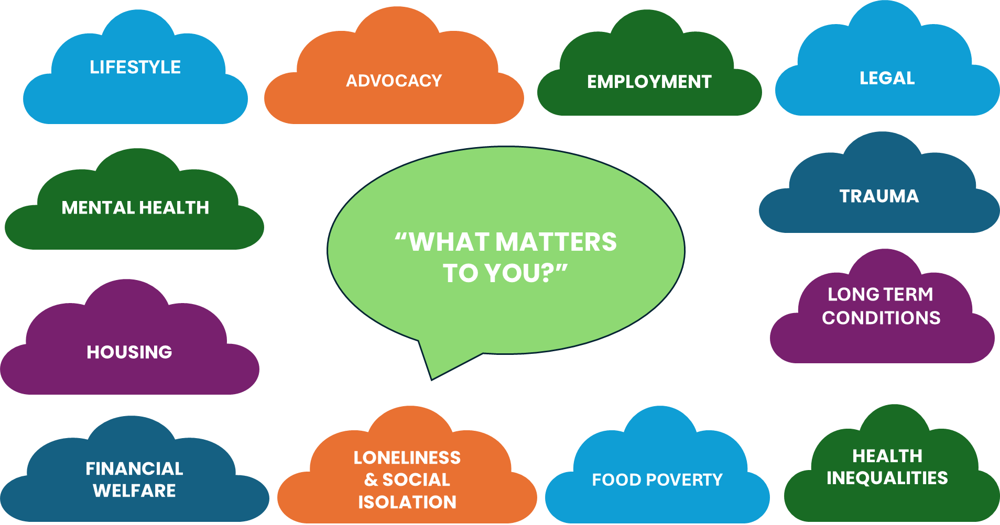 LIFESTYLE
ADVOCACY
EMPLOYMENT
LEGAL
MENTAL HEALTH
“WHAT MATTERS
TO YOU?”
TRAUMA
HOUSING
LONG TERM
CONDITIONS
FINANCIAL
WELFARE
LONELINESS
& SOCIAL
ISOLATION
FOOD POVERTY
HEALTH
INEQUALITIES